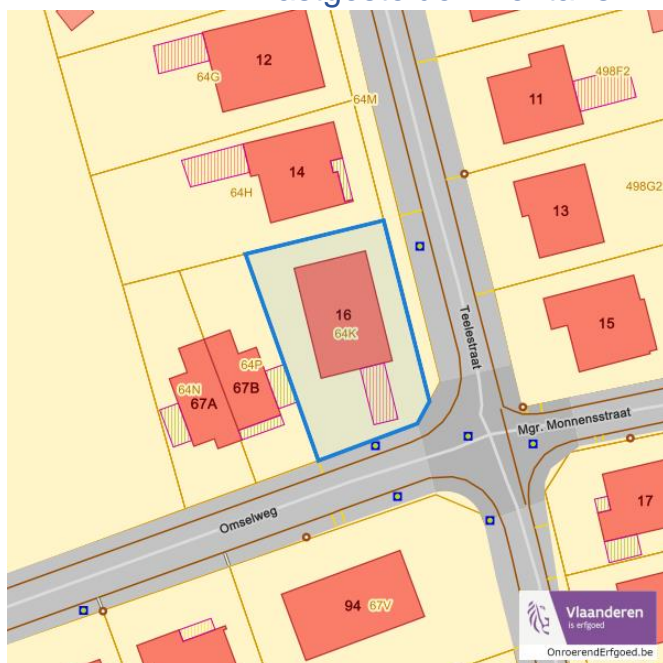 12
64G
64M
11
498F2
14
64H
13
498G2
16
64K
Teelestraat
15
64P
64N
67B
67A
Mgr. Monnensstraat
Omselweg
17
94
67V
Vlaanderen
is erfgoed
OnroerendErfgoed.be